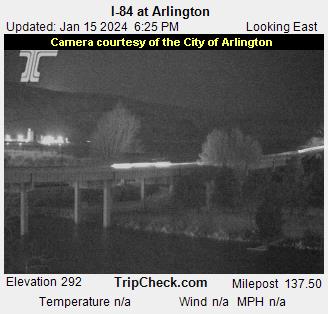 I-84 at Arlington
Updated: Jan 15 2024 6:25 PM Looking East
Camera courtesy of the City of Arlington
Elevation 292 TripCheck.com Milepost 137.50
Temperature n/a Wind n/a MPH n/a